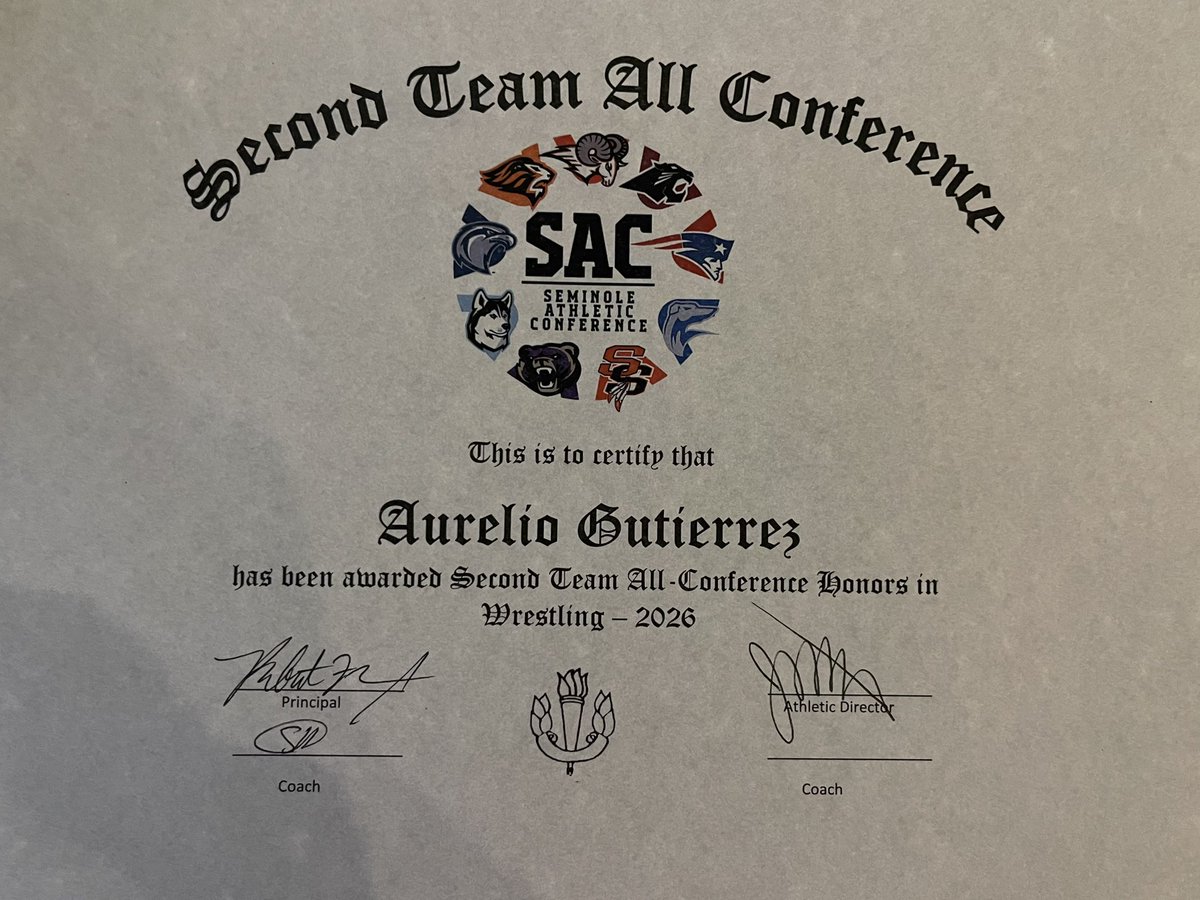 Second Team All Conference
SAC
SEMINOLE
ATHLETIC
CONFERENCE
SS
This is to certify that
Aurelio Gutierrez
has been awarded Second Team All-Conference Honors in
Wrestling – 2026
Principal
Athletic Director
Coach
Coach